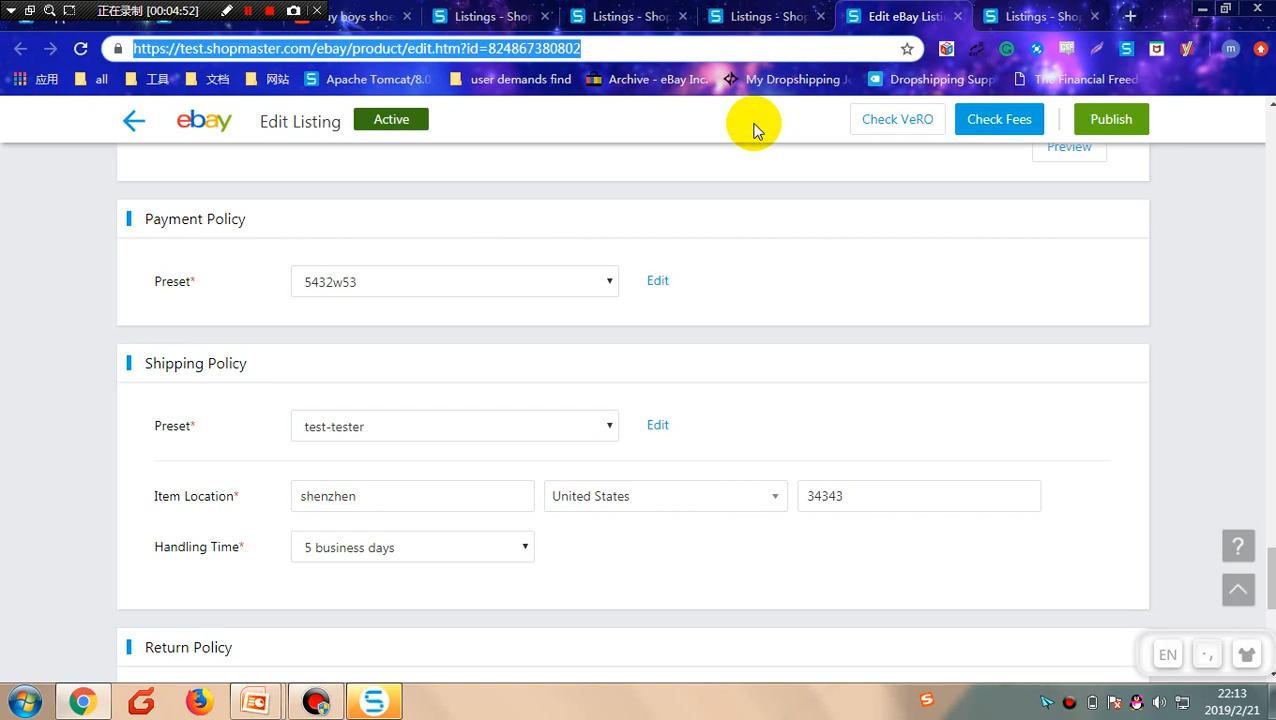 正在录制 [00:04:52]
uy boys shoe
Listings - Shop
Listings - Shop
Listings - Shop
Edit eBay Listi
Listings - Shop
https://test.shopmaster.com/ebay/product/edit.htm?id=824867380802
应用 all 工具 文档 网站 Apache Tomcat/8.0 user demands find Archive - eBay Inc. My Dropshipping Jo Dropshipping Supp The Financial Freed
ebay Edit Listing Active Check VeRO Check Fees Publish
Preview
Payment Policy
Preset* 5432w53 Edit
Shipping Policy
Preset* test-tester Edit
Item Location* shenzhen United States 34343
Handling Time* 5 business days
Return Policy
EN
22:13
2019/2/21